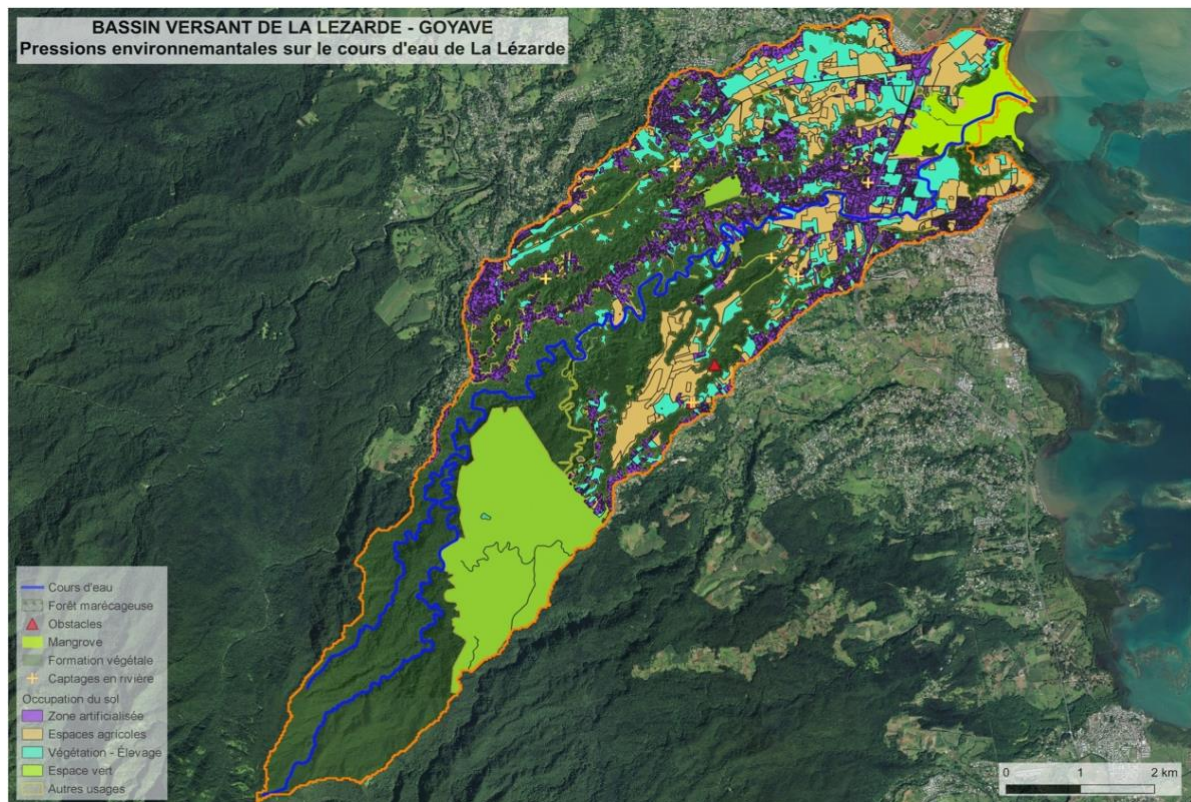 BASSIN VERSANT DE LA LEZARDE - GOYAVE
Pressions environnemantales sur le cours d'eau de La Lézarde
Cours d'eau
Forêt marécageuse
Obstacles
Mangrove
Formation végétale
Captages en rivière
Occupation du sol
Zone artificialisée
Espaces agrícoles
Végétation - Élevage
Espace vert
Autres usages
0 1 2 km